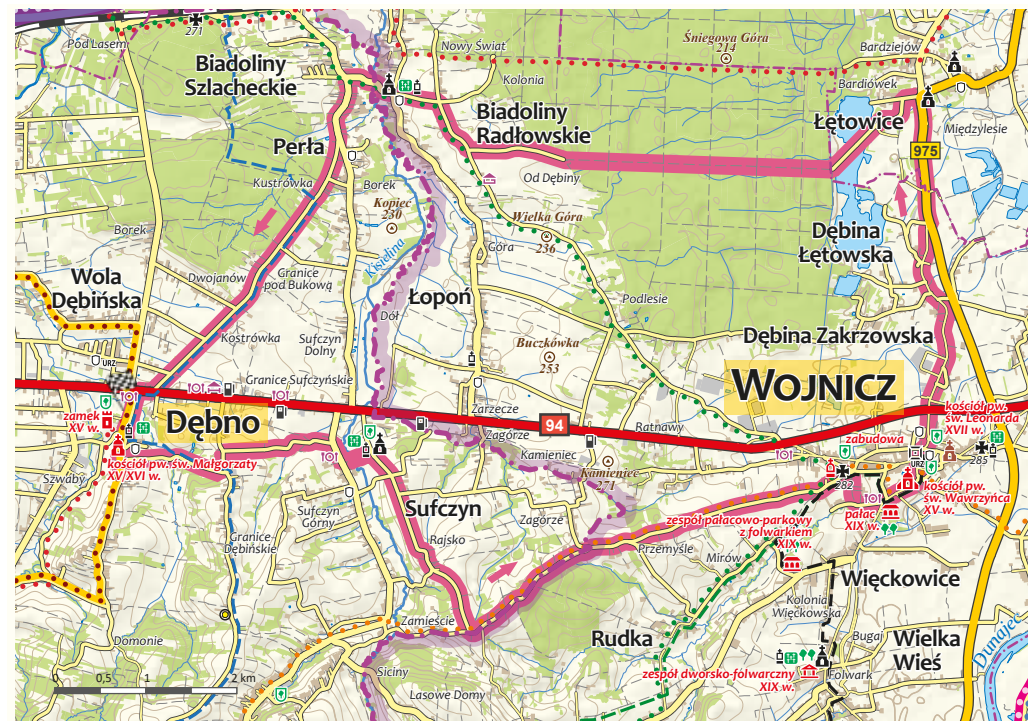 271
Pod Lasem
Biadoliny
Szlacheckie
Nowy Świat
Kolonia
Śniegowa Góra
214
Bardziejów
Bardiówek
Biadoliny
Radłowskie
Łętowice
Międzylesie
975
Perła
Kustrówka
Borek
Kopiec
230
Od Dębiny
Borek
Kisielina
Wielka Góra
236
Góra
Dębina
Łętowska
Wola
Dębińska
Dwojanów
Granice
pod Bukową
Łopoń
Dół
Podlesie
Kostrówka
Sufczyn
Dolny
Buczkówka
253
Dębina Zakrzowska
URZ
Granice Sufczyńskie
WOJNICZ
Zarzecze
94
zamek
XV w.
Dębno
Zagórze
Ratnawy
kościół pw.
św. Leonarda
XVII w.
zabudowa
Kamieniec
Kamieniec
271
kościół pw. św. Małgorzaty
XV/XVI w.
URZ
285
282
Szwaby
kościół pw.
św. Wawrzyńca
XV w.
Sufczyn
Górny
Sufczyn
Zagórze
zespół pałacowo-parkowy
z folwarkiem
XIX w.
pałac
XIX w.
Granice
Dębińskie
Rajsko
Przemyśle
Mirów
Więckowice
Kolonia
Więckowska
Zamieście
Rudka
Bugaj
Wielka
Wieś
Dunajec
Domonie
Siciny
zespół dworsko-folwarczny
XIX w.
Folwark
Lasowe Domy
0 0,5 1 2 km